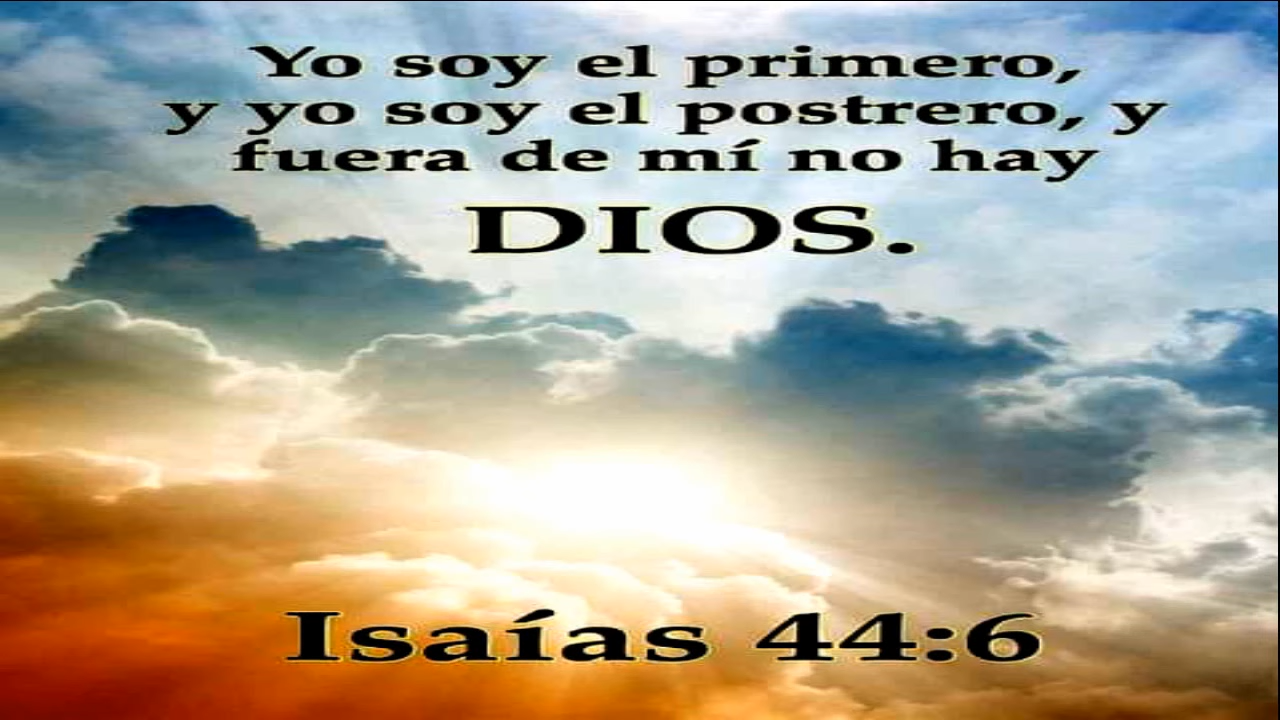 Yo soy el primero,
y yo soy el postrero, y
fuera de mí no hay
DIOS.
Isaías 44:6